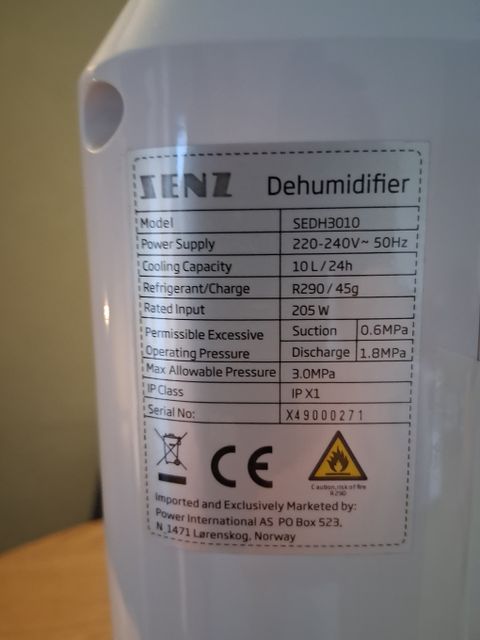 SENZ Dehumidifier
Model SEDH3010
Power Supply 220-240V~ 50Hz
Cooling Capacity 10 L / 24h
Refrigerant/Charge R290 / 45g
Rated Input 205 W
Permissible Excessive Operating Pressure Suction 0.6MPa
Discharge 1.8MPa
Max Allowable Pressure 3.0MPa
IP Class IP X1
Serial No: X49000271
CE
Caution,risk of fire
R290
Imported and Exclusively Marketed by:
Power International AS PO Box 523,
N_1471 Lørenskog, Norway